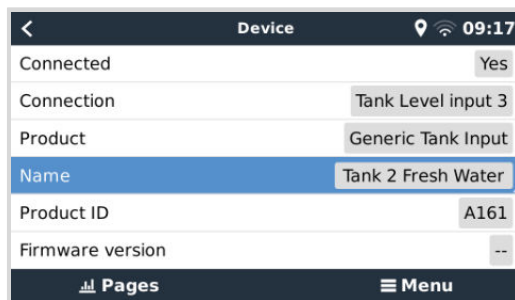 Device 09:17
Connected Yes
Connection Tank Level input 3
Product Generic Tank Input
Name Tank 2 Fresh Water
Product ID A161
Firmware version --
Pages Menu